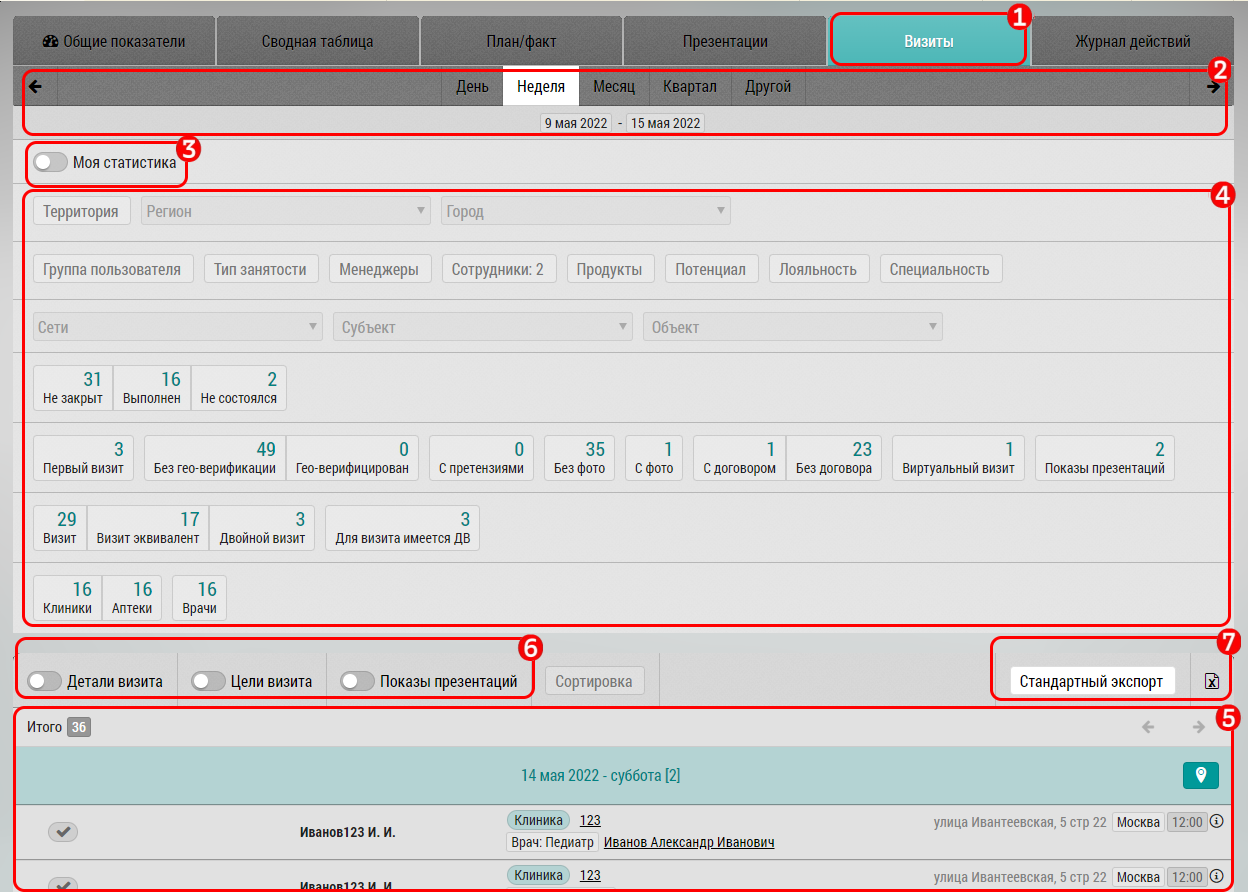 Общие показатели Сводная таблица План/факт Презентации Визиты Журнал действий 1
День Неделя Месяц Квартал Другой 2
9 мая 2022 - 15 мая 2022
Моя статистика 3
Территория Регион Город 4
Группа пользователя Тип занятости Менеджеры Сотрудники: 2 Продукты Потенциал Лояльность Специальность
Сети Субъект Объект
31 16 2
Не закрыт Выполнен Не состоялся
3 49 0 0 35 1 1 23 1 2
Первый визит Без гео-верификации Гео-верифицирован С претензиями Без фото С фото С договором Без договора Виртуальный визит Показы презентаций
29 17 3 3
Визит Визит эквивалент Двойной визит Для визита имеется ДВ
16 16 16
Клиники Аптеки Врачи
6 7
Детали визита Цели визита Показы презентаций Сортировка Стандартный экспорт
Итого 36 5
14 мая 2022 - суббота [2]
Клиника 123
Иванов123 И. И. улица Ивантеевская, 5 стр 22 Москва 12:00
Врач: Педиатр Иванов Александр Иванович
Клиника 123 улица Ивантеевская, 5 стр 22 Москва 12:00
Иванов123 И. И.